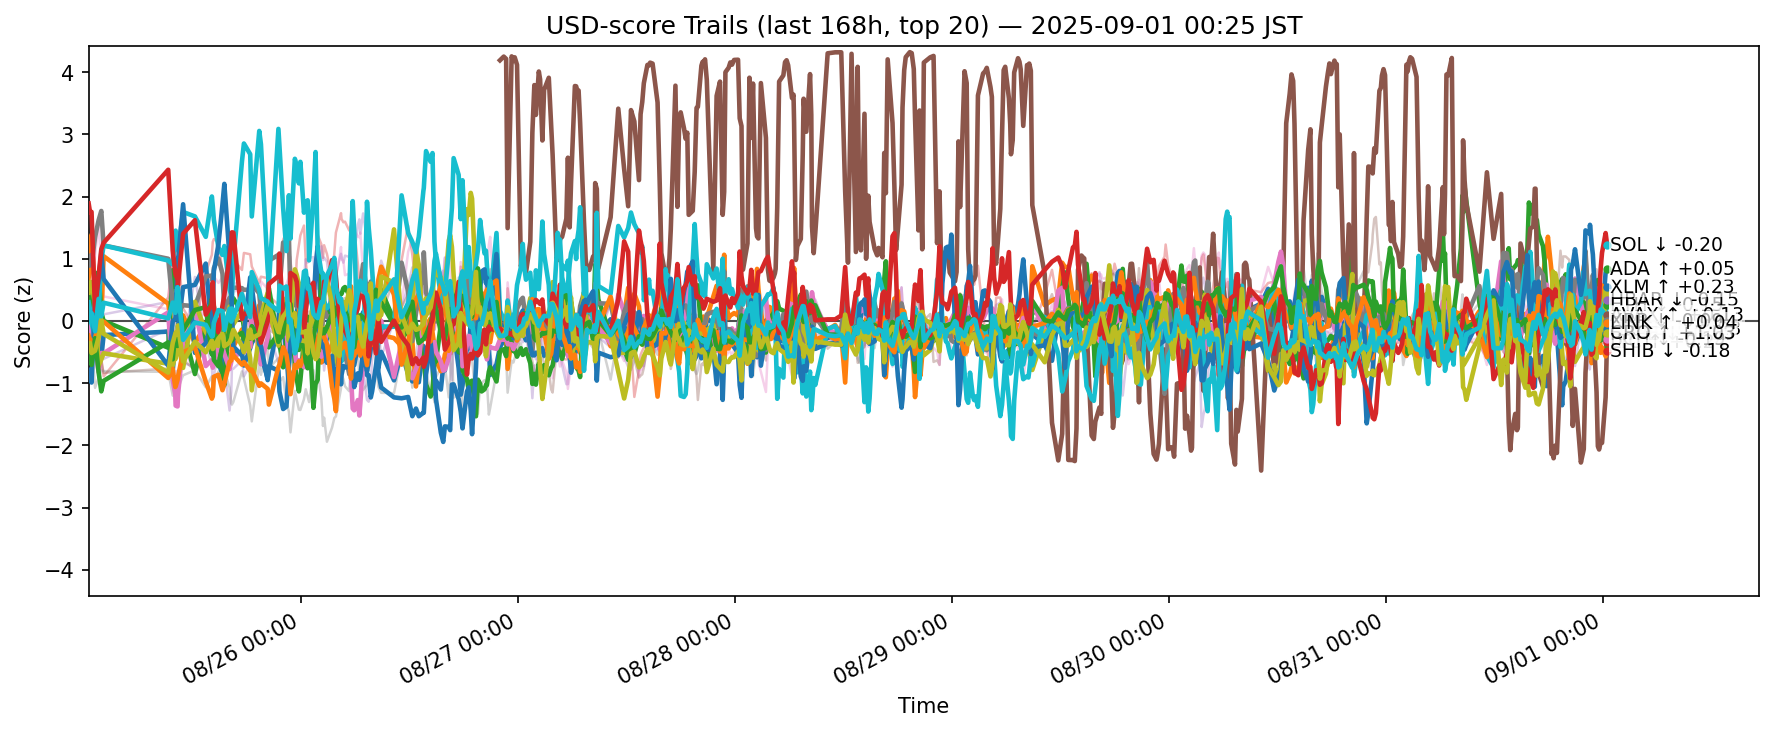 USD-score Trails (last 168h, top 20) — 2025-09-01 00:25 JST
Score (z)
4
3
2
1
0
−1
−2
−3
−4
SOL ↓ -0.20
ADA ↑ +0.05
XLM ↑ +0.23
HBAR ↓ -0.15
LINK ↑ +0.04
SHIB ↓ -0.18
08/26 00:00
08/27 00:00
08/28 00:00
08/29 00:00
08/30 00:00
08/31 00:00
09/01 00:00
Time